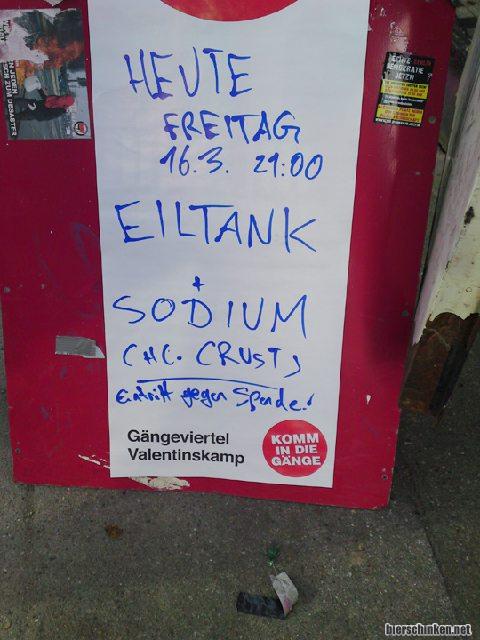 HEUTE
FREITAG
16.3. 21:00
EILTANK
+
SODIUM
(HC. CRUST)
Eintritt gegen Spende!
Gängeviertel
Valentinskamp
KOMM
IN DIE
GÄNGE
bierschinken.net